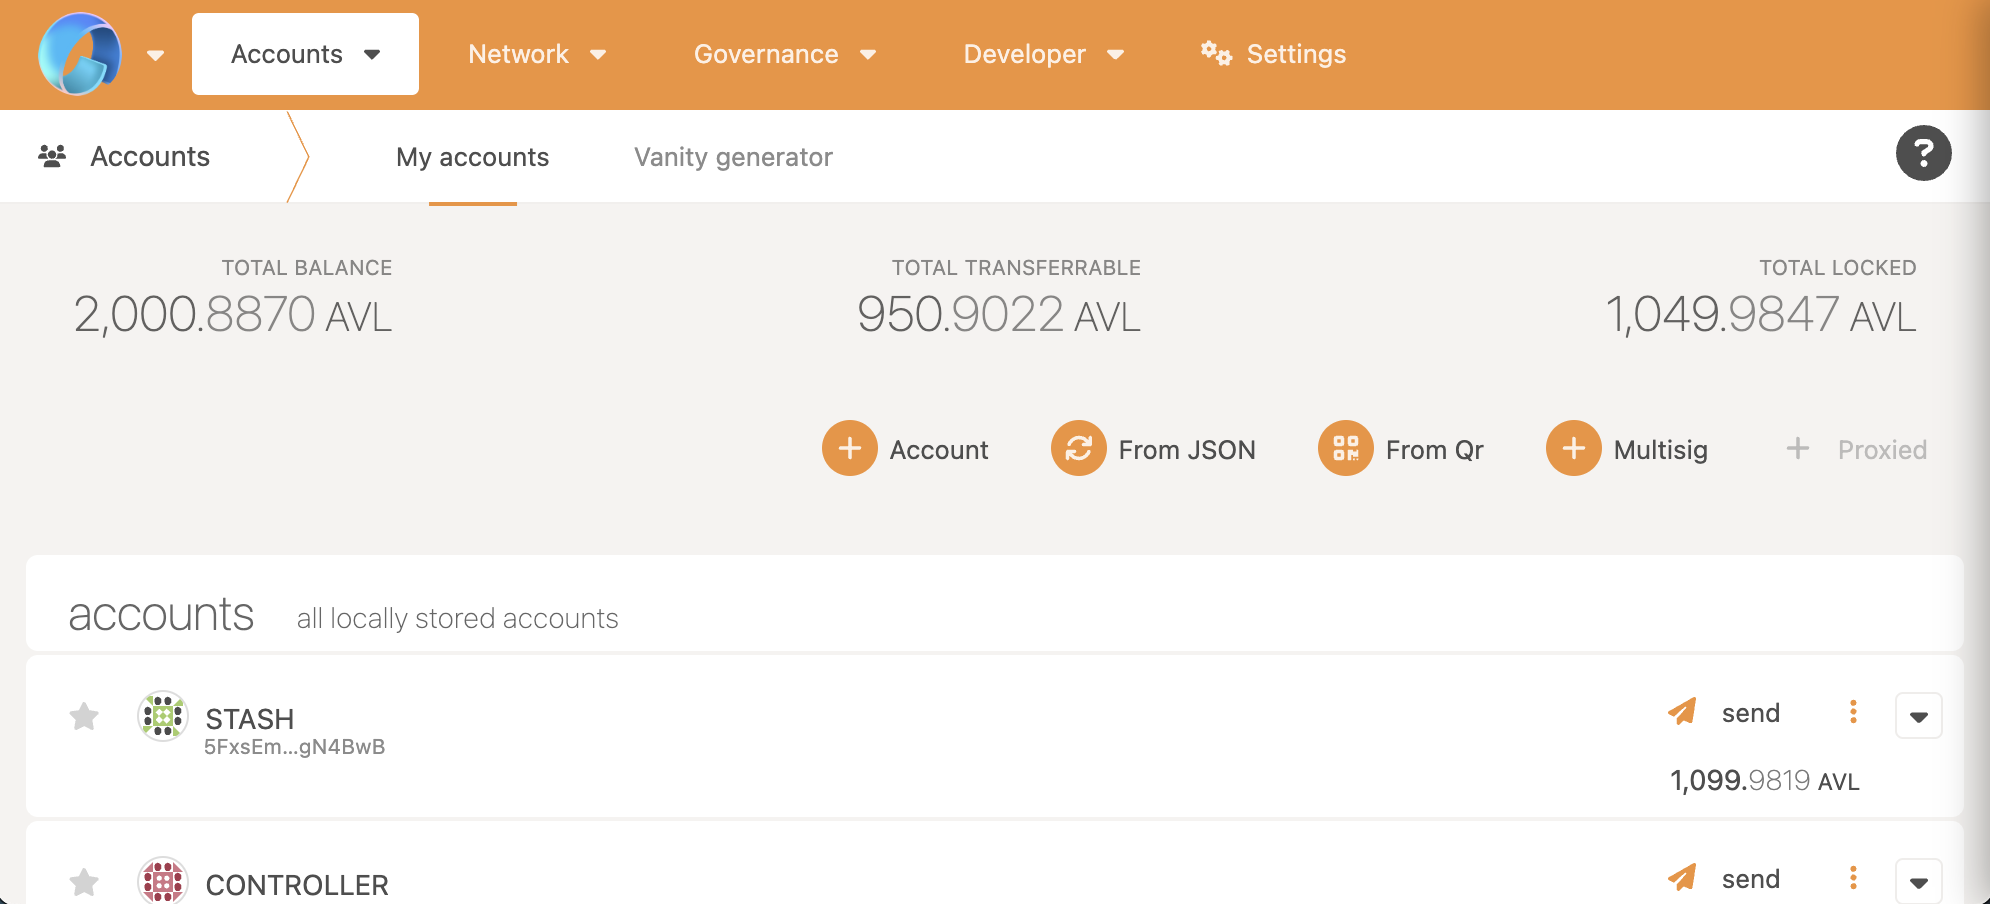 Accounts Network Governance Developer Settings
Accounts My accounts Vanity generator ?
TOTAL BALANCE TOTAL TRANSFERRABLE TOTAL LOCKED
2,000.8870 AVL 950.9022 AVL 1,049.9847 AVL
Account From JSON From Qr Multisig Proxied
accounts all locally stored accounts
STASH send
5FxsEm...gN4BwB
1,099.9819 AVL
CONTROLLER send